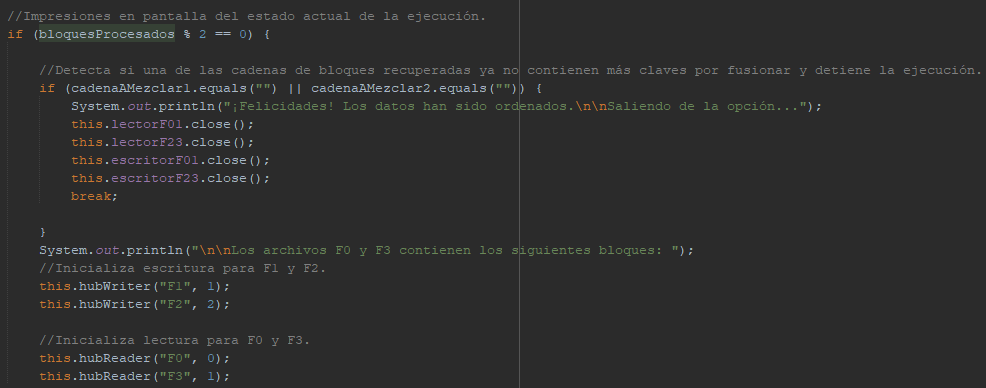 //Impresiones en pantalla del estado actual de la ejecución.
if (bloquesProcesados % 2 == 0) {
//Detecta si una de las cadenas de bloques recuperadas ya no contienen más claves por fusionar y detiene la ejecución.
if (cadenaAMezclar1.equals("") || cadenaAMezclar2.equals("")) {
System.out.println("¡Felicidades! Los datos han sido ordenados.\n\nSaliendo de la opción...");
this.lectorF01.close();
this.lectorF23.close();
this.escritorF01.close();
this.escritorF23.close();
break;
}
System.out.println("\n\nLos archivos F0 y F3 contienen los siguientes bloques: ");
//Inicializa escritura para F1 y F2.
this.hubWriter("F1", 1);
this.hubWriter("F2", 2);
//Inicializa lectura para F0 y F3.
this.hubReader("F0", 0);
this.hubReader("F3", 1);